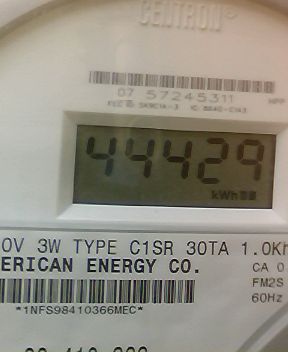 CENTRON
07 57245311
44429
kWh
0V 3W TYPE C1SR 30TA 1.0Kh
ERICAN ENERGY CO.
CA 0
FM2S
60Hz
*1NFS98410366MEC*